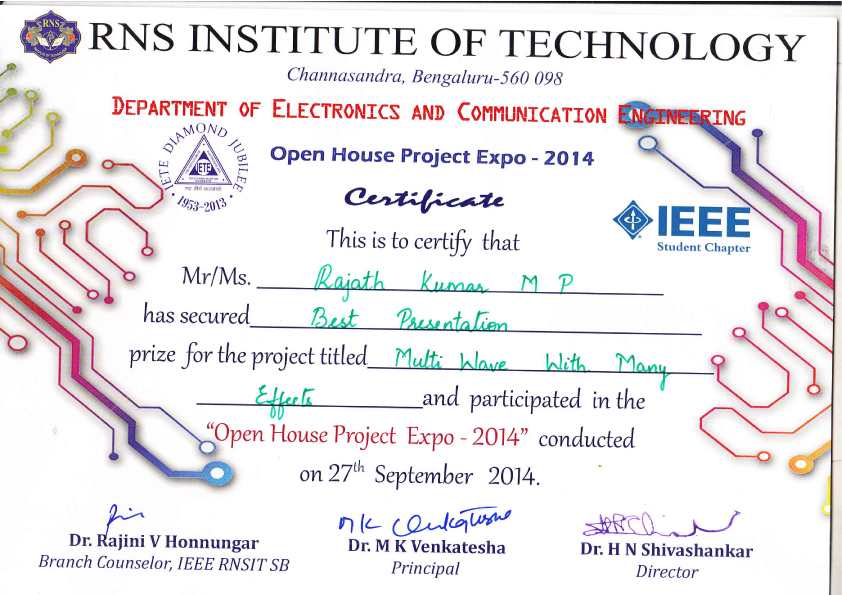 RNS
RNS INSTITUTE OF TECHNOLOGY
Channasandra, Bengaluru-560 098
DEPARTMENT OF ELECTRONICS AND COMMUNICATION ENGINEERING
IETE DIAMOND JUBILEE
IETE
1953-2013
Open House Project Expo - 2014
Certificate
IEEE
Student Chapter
This is to certify that
Mr/Ms. Rajath Kumar M P
has secured Best Presentation
prize for the project titled Multi Wave With Many
Effects and participated in the
“Open House Project Expo - 2014” conducted
on 27th September 2014.
M K Venkatesha
Dr. Rajini V Honnungar
Branch Counselor, IEEE RNSIT SB
Dr. M K Venkatesha
Principal
Dr. H N Shivashankar
Director